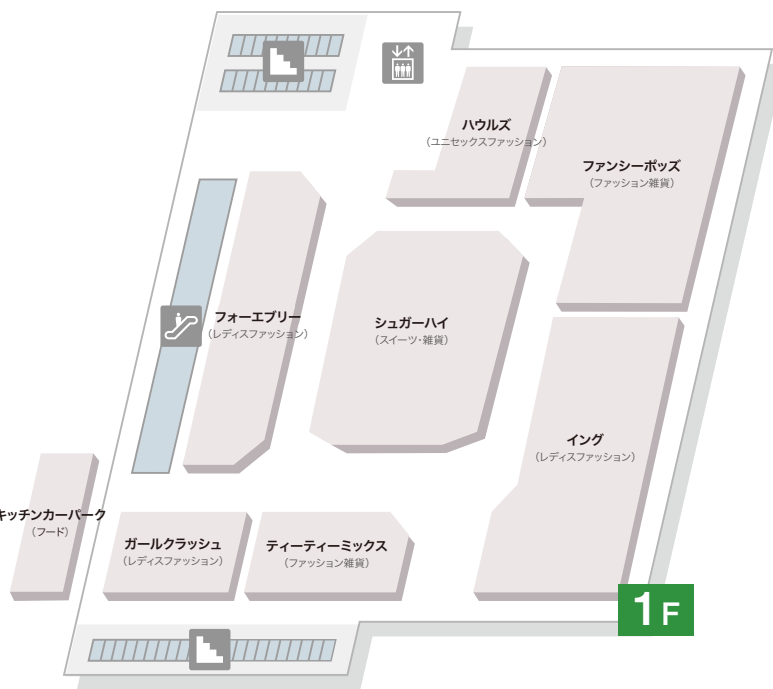 ハウルズ
（ユニセックスファッション）
ファンシーポッズ
（ファッション雑貨）
フォーエブリー
（レディスファッション）
シュガーハイ
（スイーツ・雑貨）
イング
（レディスファッション）
キッチンカーパーク
（フード）
ガールクラッシュ
（レディスファッション）
ティーティーミックス
（ファッション雑貨）
1F